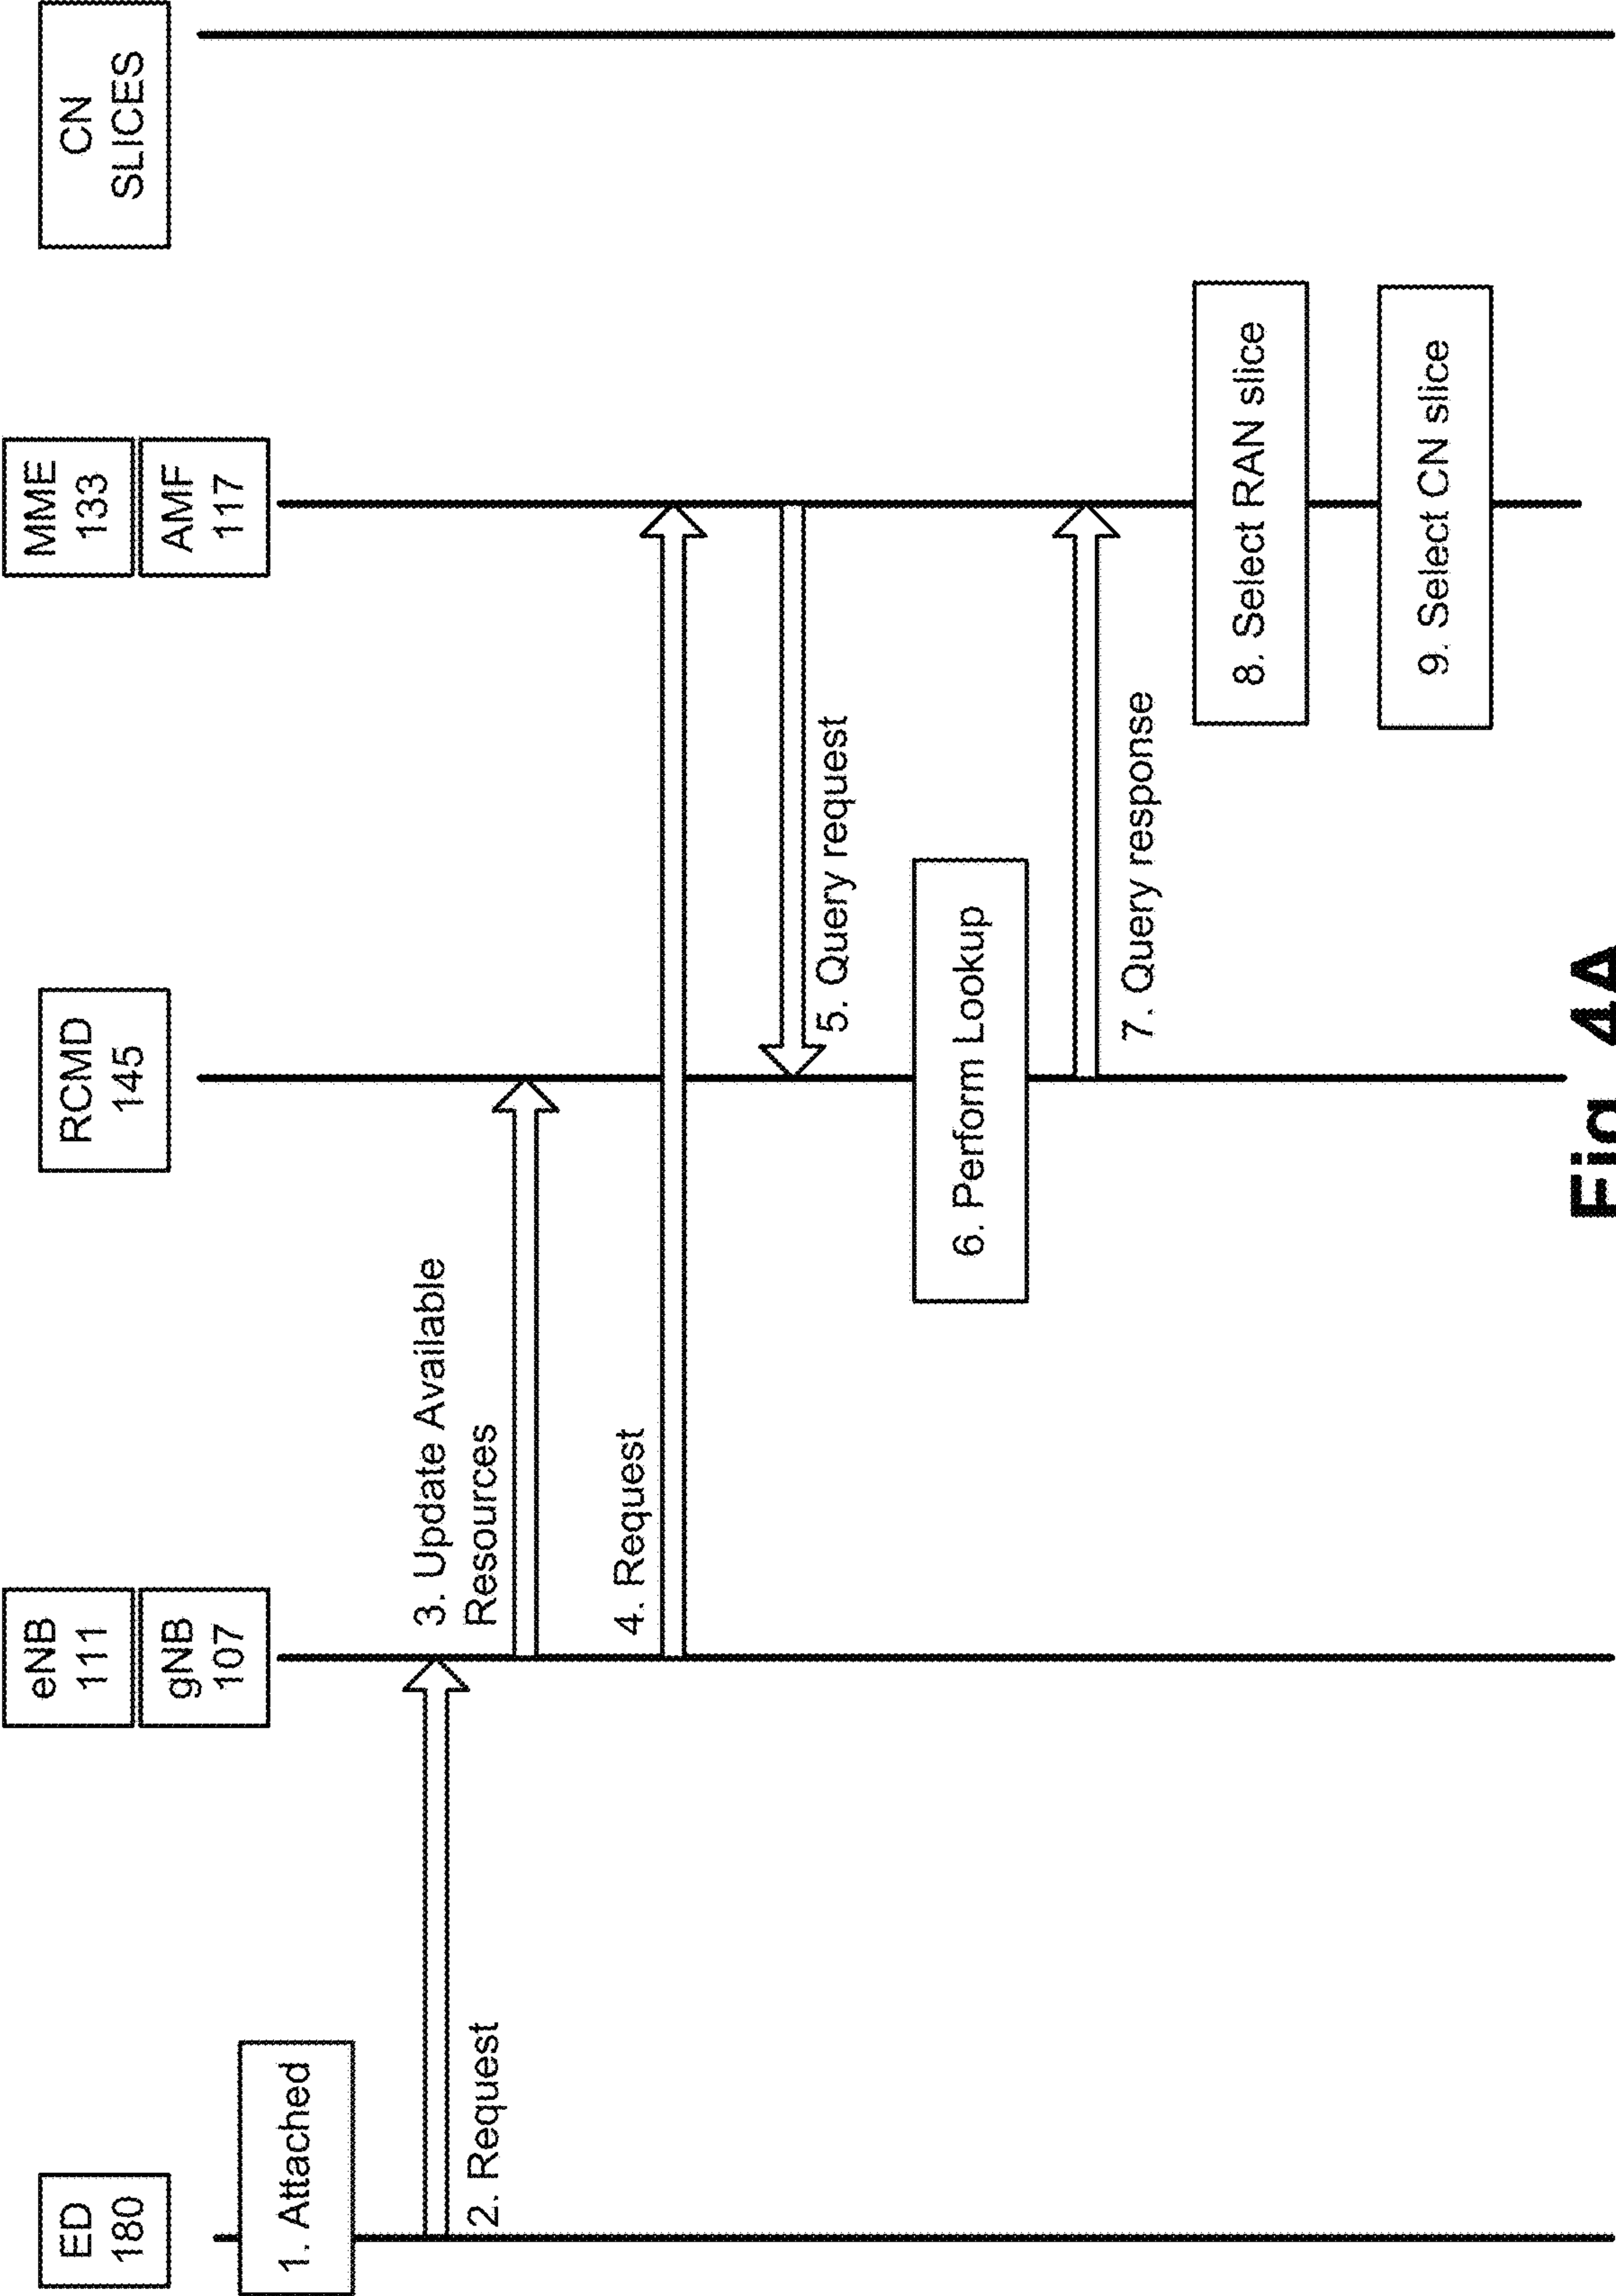 ED
180
eNB
111
gNB
107
RCMD
145
MME
133
AMF
117
CN
SLICES
1. Attached
2. Request
3. Update Available
Resources
4. Request
5. Query request
6. Perform Lookup
7. Query response
8. Select RAN slice
9. Select CN slice
Fig. 4A